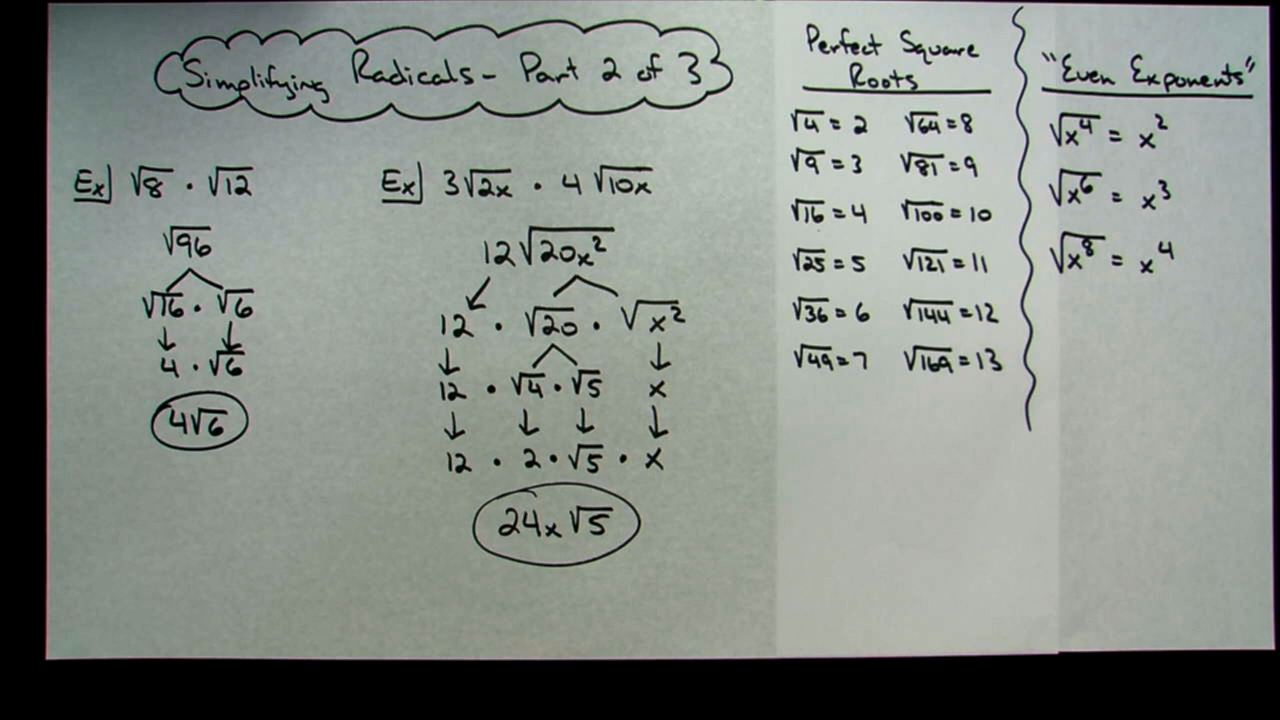 Simplifying Radicals - Part 2 of 3
Ex] √8 · √12
√96
√16 · √6
↓ ↓
4 · √6
4√6
Ex] 3√2x · 4√10x
12√20x²
12 · √20 · √x²
↓ ↓
12 · √4 · √5 x
↓ ↓ ↓ ↓
12 · 2 · √5 · x
24x√5
Perfect Square
Roots
√4 = 2 √64 = 8
√9 = 3 √81 = 9
√16 = 4 √100 = 10
√25 = 5 √121 = 11
√36 = 6 √144 = 12
√49 = 7 √169 = 13
"Even Exponents"
√x⁴ = x²
√x⁶ = x³
√x⁸ = x⁴